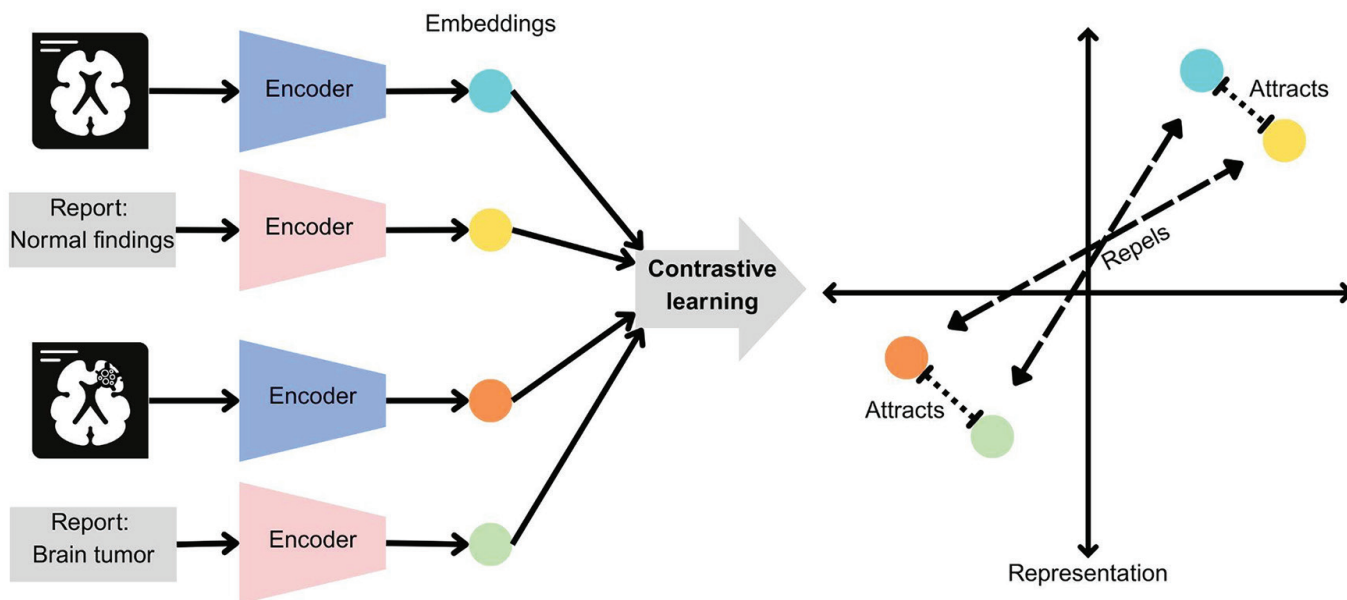 Embeddings
Encoder
Report:
Normal findings
Encoder
Contrastive
learning
Encoder
Report:
Brain tumor
Encoder
Attracts
Repels
Attracts
Representation